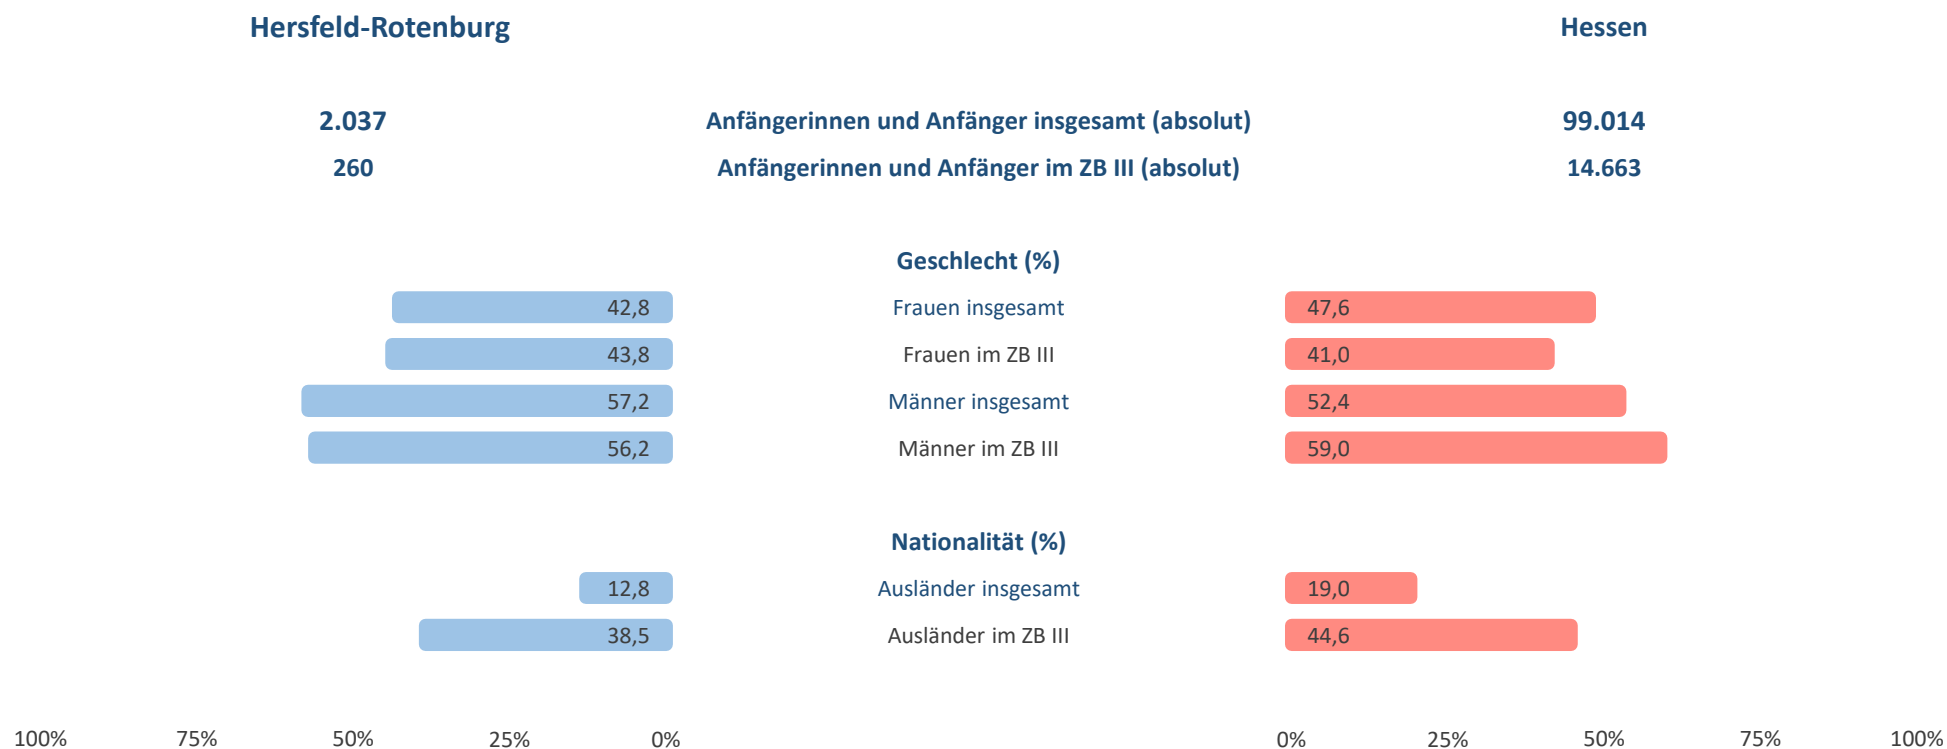 Hersfeld-Rotenburg Hessen
2.037 Anfängerinnen und Anfänger insgesamt (absolut) 99.014
260 Anfängerinnen und Anfänger im ZB III (absolut) 14.663
Geschlecht (%)
42,8 Frauen insgesamt 47,6
43,8 Frauen im ZB III 41,0
57,2 Männer insgesamt 52,4
56,2 Männer im ZB III 59,0
Nationalität (%)
12,8 Ausländer insgesamt 19,0
38,5 Ausländer im ZB III 44,6
100% 75% 50% 25% 0% 0% 25% 50% 75% 100%